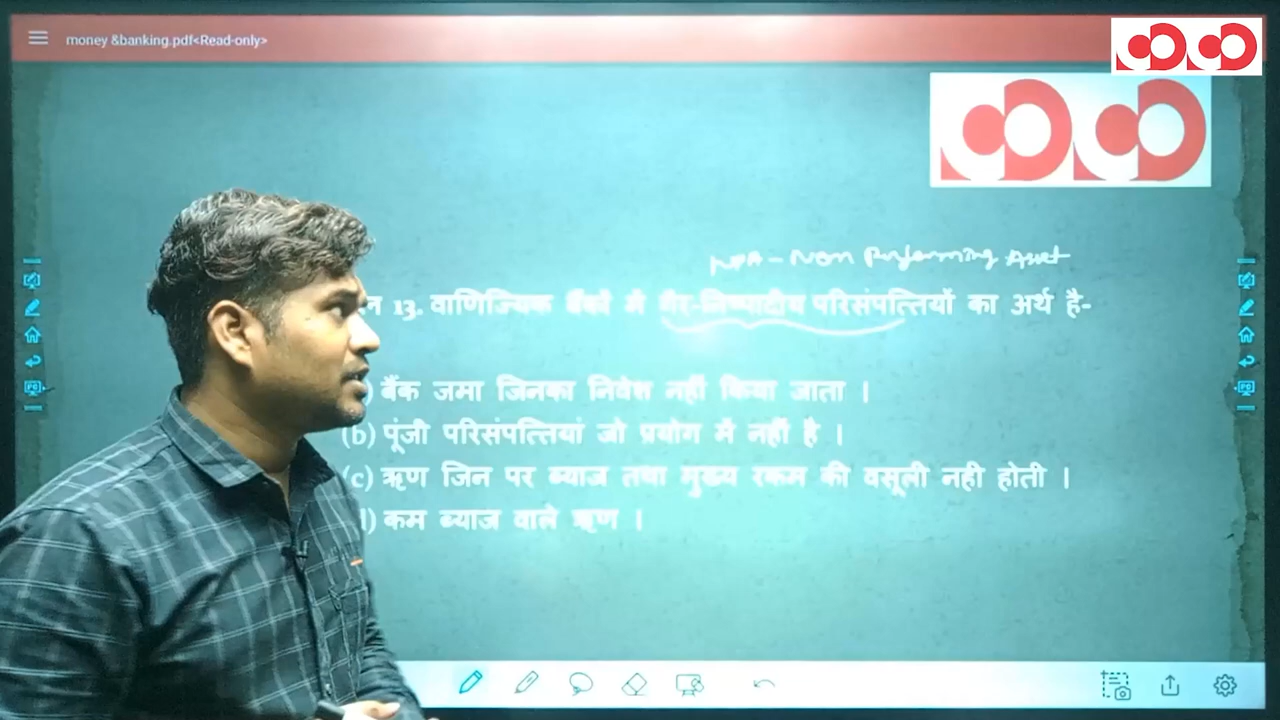 money &banking.pdf<Read-only>
NPA - Non Performing Asset
न 13. वाणिज्यिक बैंकों में गैर-निष्पादीय परिसंपत्तियों का अर्थ है-
) बैंक जमा जिनका निवेश नहीं किया जाता ।
(b) पूंजी परिसंपत्तियां जो प्रयोग में नहीं है ।
(c) ऋण जिन पर ब्याज तथा मुख्य रकम की वसूली नही होती ।
) कम ब्याज वाले ऋण ।